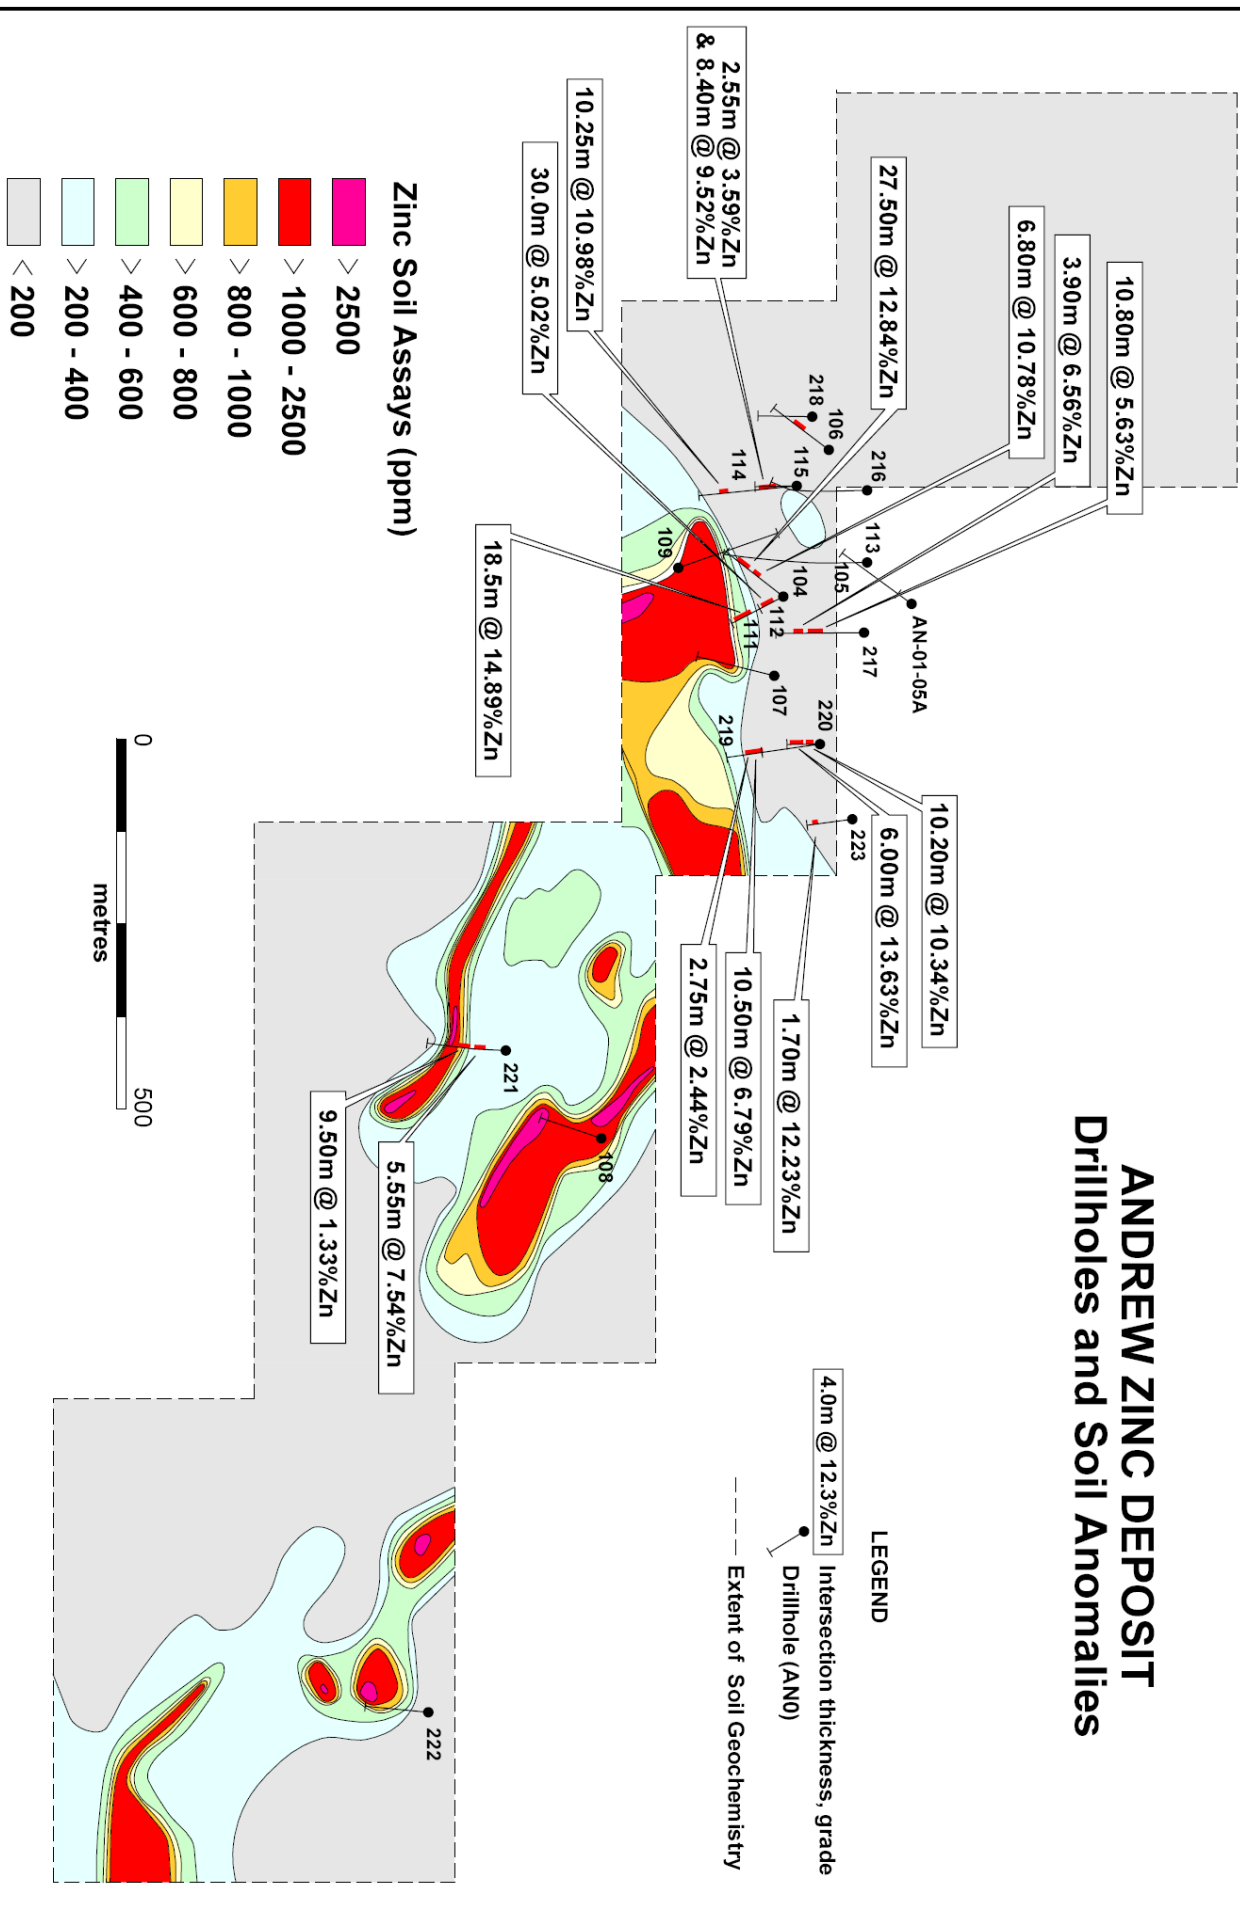 ANDREW ZINC DEPOSIT
Drillholes and Soil Anomalies
10.80m @ 5.63%Zn
3.90m @ 6.56%Zn
6.80m @ 10.78%Zn
27.50m @ 12.84%Zn
2.55m @ 3.59%Zn
& 8.40m @ 9.52%Zn
10.25m @ 10.98%Zn
30.0m @ 5.02%Zn
18.5m @ 14.89%Zn
10.20m @ 10.34%Zn
6.00m @ 13.63%Zn
1.70m @ 12.23%Zn
10.50m @ 6.79%Zn
2.75m @ 2.44%Zn
5.55m @ 7.54%Zn
9.50m @ 1.33%Zn
218
106
216
115
114
113
105
AN-01-05A
104
109
112
111
217
107
220
219
223
221
108
222
LEGEND
4.0m @ 12.3%Zn Intersection thickness, grade
Drillhole (AN0)
Extent of Soil Geochemistry
Zinc Soil Assays (ppm)
> 2500
> 1000 - 2500
> 800 - 1000
> 600 - 800
> 400 - 600
> 200 - 400
< 200
0
500
metres